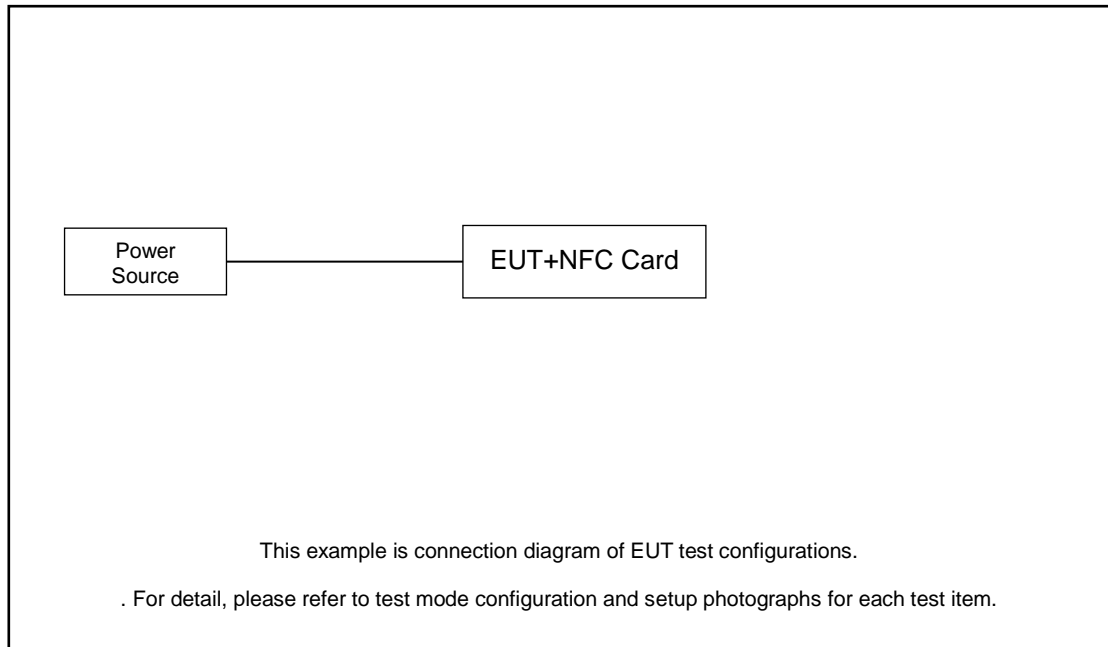 Power
Source
EUT+NFC Card
This example is connection diagram of EUT test configurations.
. For detail, please refer to test mode configuration and setup photographs for each test item.